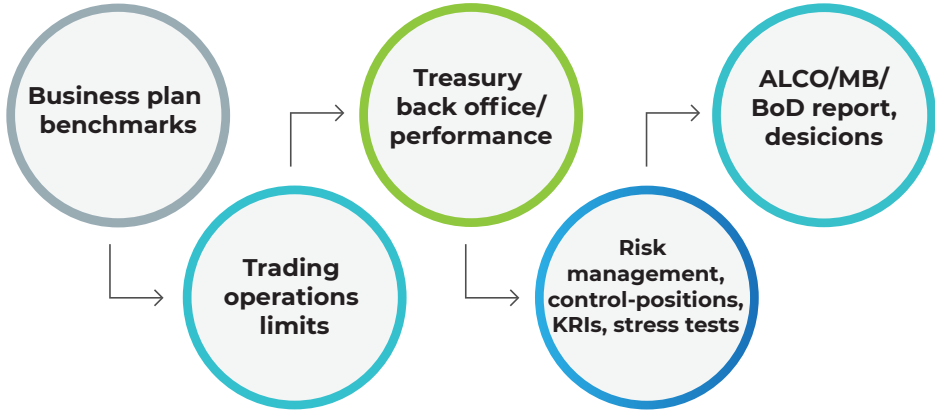 Business plan
benchmarks
Trading
operations
limits
Treasury
back office/
performance
Risk
management,
control-positions,
KRIs, stress tests
ALCO/MB/
BoD report,
desicions